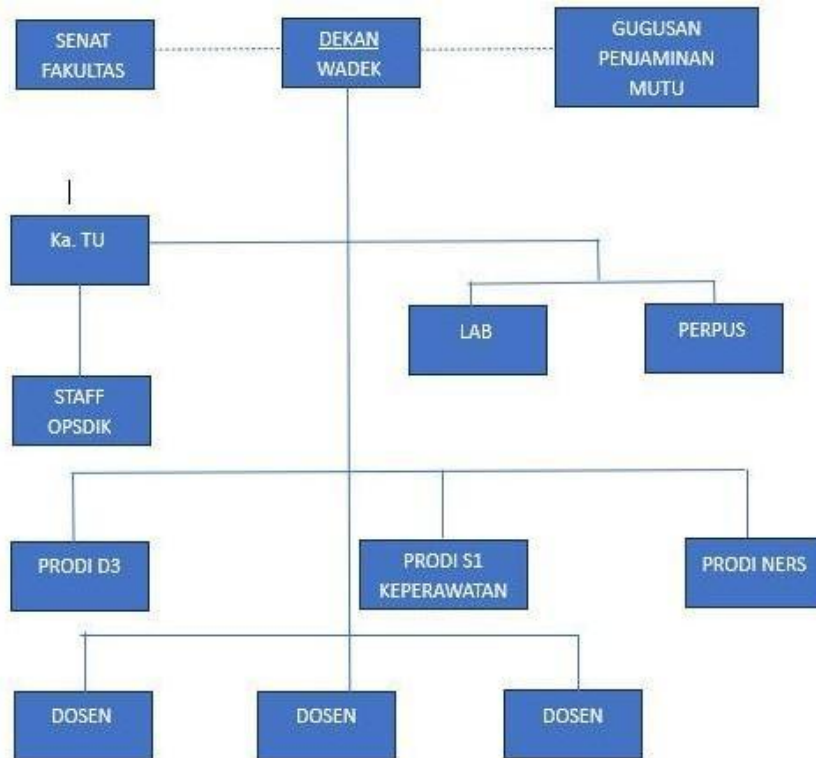 SENAT
FAKULTAS
DEKAN
WADEK
GUGUSAN
PENJAMINAN
MUTU
Ka. TU
LAB
PERPUS
STAFF
OPSDIK
PRODI D3
PRODI S1
KEPERAWATAN
PRODI NERS
DOSEN
DOSEN
DOSEN